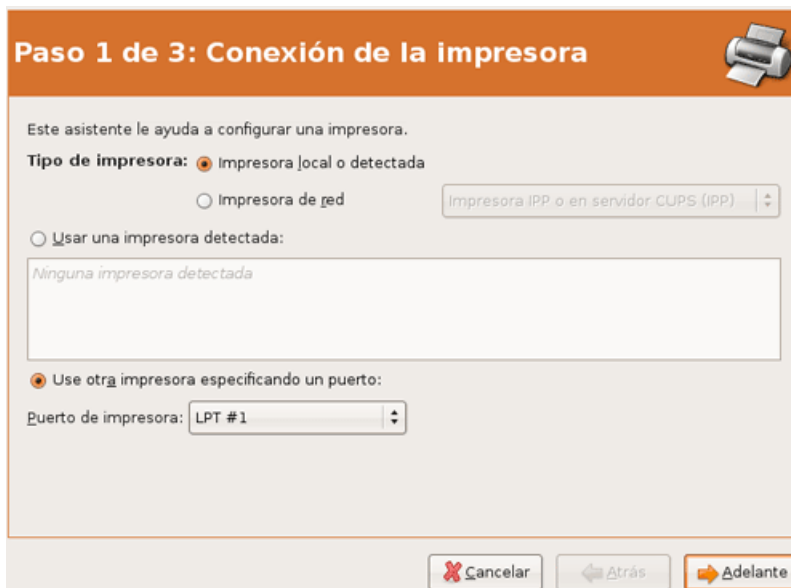 Paso 1 de 3: Conexión de la impresora
Este asistente le ayuda a configurar una impresora.
Tipo de impresora: Impresora local o detectada
Impresora de red Impresora IPP o en servidor CUPS (IPP)
Usar una impresora detectada:
Ninguna impresora detectada
Use otra impresora especificando un puerto:
Puerto de impresora: LPT #1
Cancelar Atrás Adelante